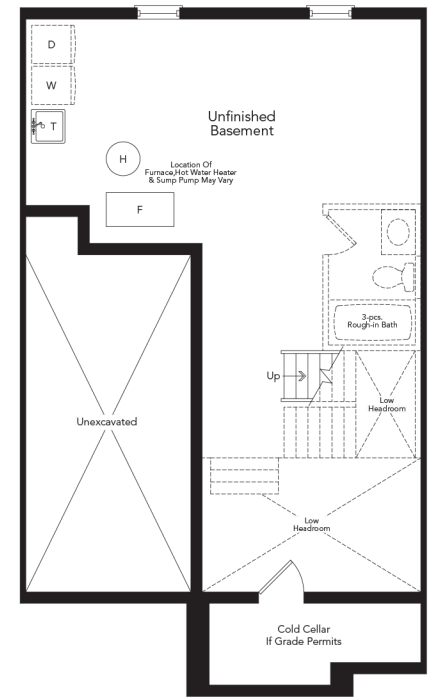 D
W
T
Unfinished
Basement
H
Location Of
Furnace,Hot Water Heater
& Sump Pump May Vary
F
3-pcs.
Rough-in Bath
Up
Low
Headroom
Unexcavated
Low
Headroom
Cold Cellar
If Grade Permits